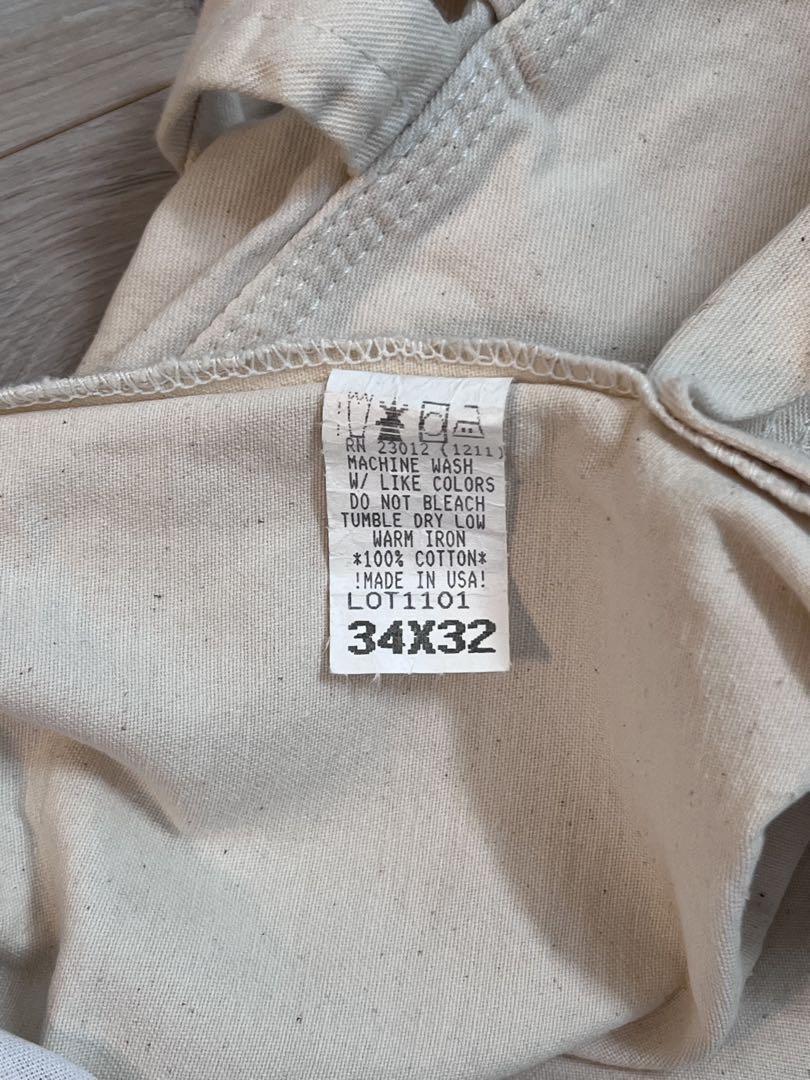 RN 23012 (1211)
MACHINE WASH
W/ LIKE COLORS
DO NOT BLEACH
TUMBLE DRY LOW
WARM IRON
*100% COTTON*
!MADE IN USA!
LOT1101
34X32